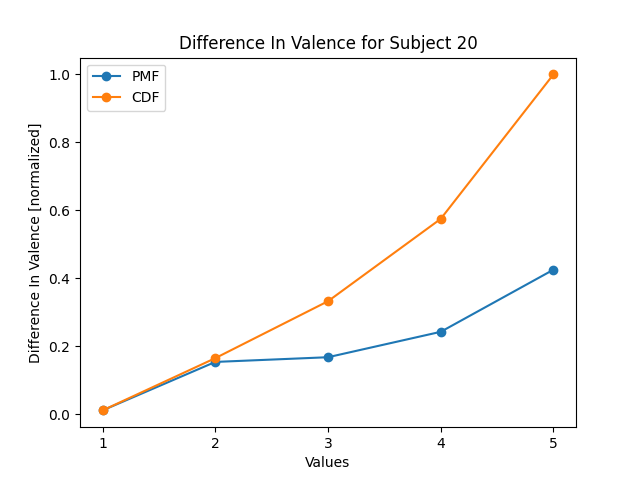 Difference In Valence for Subject 20
PMF
CDF
Difference In Valence [normalized]
1.0
0.8
0.6
0.4
0.2
0.0
1 2 3 4 5
Values